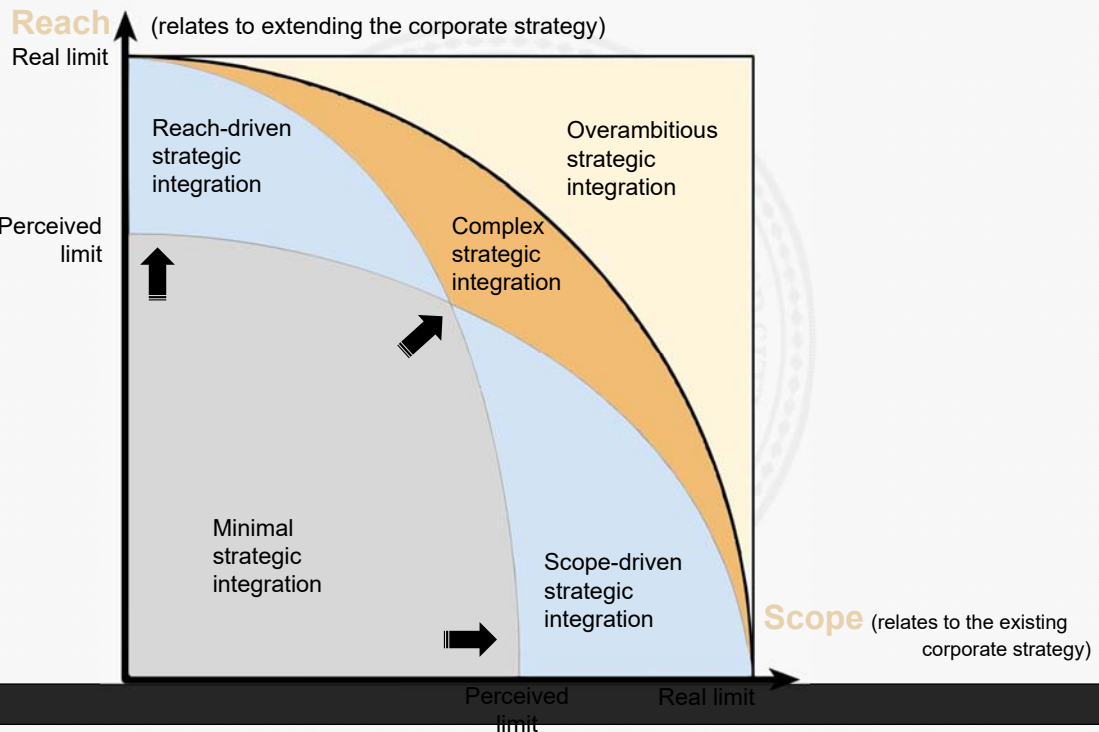 Reach
(relates to extending the corporate strategy)
Real limit
Reach-driven
strategic
integration
Overambitious
strategic
integration
Perceived
limit
Complex
strategic
integration
Minimal
strategic
integration
Scope-driven
strategic
integration
Scope (relates to the existing
corporate strategy)
Perceived
limit
Real limit